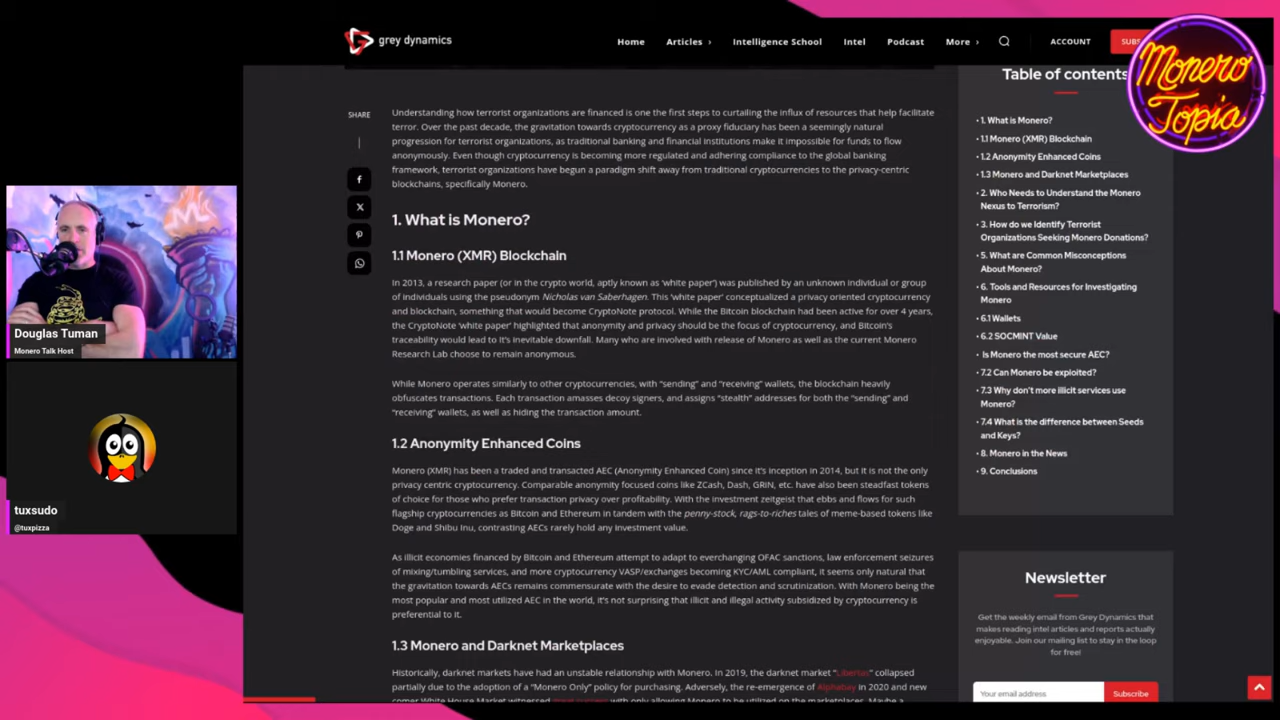 grey dynamics
Home
Articles
Intelligence School
Intel
Podcast
More
ACCOUNT
Monero
Topia
SHARE
Understanding how terrorist organizations are financed is one the first steps to curtailing the influx of resources that help facilitate
terror. Over the past decade, the gravitation towards cryptocurrency as a proxy fiduciary has been a seemingly natural
progression for terrorist organizations, as traditional banking and financial institutions make it impossible for funds to flow
anonymously. Even though cryptocurrency is becoming more regulated and adhering compliance to the global banking
framework, terrorist organizations have begun a paradigm shift away from traditional cryptocurrencies to the privacy-centric
blockchains, specifically Monero.
1. What is Monero?
1.1 Monero (XMR) Blockchain
In 2013, a research paper (or in the crypto world, aptly known as 'white paper') was published by an unknown individual or group
of individuals using the pseudonym Nicholas van Saberhagen. This 'white paper' conceptualized a privacy oriented cryptocurrency
and blockchain, something that would become CryptoNote protocol. While the Bitcoin blockchain had been active for over 4 years,
the CryptoNote 'white paper' highlighted that anonymity and privacy should be the focus of cryptocurrency, and Bitcoin's
traceability would lead to it's inevitable downfall. Many who are involved with release of Monero as well as the current Monero
Research Lab choose to remain anonymous.
While Monero operates similarly to other cryptocurrencies, with "sending" and "receiving" wallets, the blockchain heavily
obfuscates transactions. Each transaction amasses decoy signers, and assigns "stealth" addresses for both the "sending" and
"receiving" wallets, as well as hiding the transaction amount.
1.2 Anonymity Enhanced Coins
Monero (XMR) has been a traded and transacted AEC (Anonymity Enhanced Coin) since it's inception in 2014, but it is not the only
privacy centric cryptocurrency. Comparable anonymity focused coins like ZCash, Dash, GRIN, etc. have also been steadfast tokens
of choice for those who prefer transaction privacy over profitability. With the investment zeitgeist that ebbs and flows for such
flagship cryptocurrencies as Bitcoin and Ethereum in tandem with the penny-stock, rags-to-riches tales of meme-based tokens like
Doge and Shibu Inu, contrasting AECs rarely hold any investment value.
As illicit economies financed by Bitcoin and Ethereum attempt to adapt to everchanging OFAC sanctions, law enforcement seizures
of mixing/tumbling services, and more cryptocurrency VASP/exchanges becoming KYC/AML compliant, it seems only natural that
the gravitation towards AECs remains commensurate with the desire to evade detection and scrutinization. With Monero being the
most popular and most utilized AEC in the world, it's not surprising that illicit and illegal activity subsidized by cryptocurrency is
preferential to it.
1.3 Monero and Darknet Marketplaces
Historically, darknet markets have had an unstable relationship with Monero. In 2019, the darknet market "Libertas" collapsed
partially due to the adoption of a "Monero Only" policy for purchasing. Adversely, the re-emergence of Alphabay in 2020 and new
comer White House Market witnessed with only allowing Monero to be utilized on the marketplaces. Maybe a
Table of contents
• 1. What is Monero?
• 1.1 Monero (XMR) Blockchain
• 1.2 Anonymity Enhanced Coins
• 1.3 Monero and Darknet Marketplaces
• 2. Who Needs to Understand the Monero
Nexus to Terrorism?
• 3. How do we Identify Terrorist
Organizations Seeking Monero Donations?
• 5. What are Common Misconceptions
About Monero?
• 6. Tools and Resources for Investigating
Monero
• 6.1 Wallets
• 6.2 SOCMINT Value
• Is Monero the most secure AEC?
• 7.2 Can Monero be exploited?
• 7.3 Why don't more illicit services use
Monero?
• 7.4 What is the difference between Seeds
and Keys?
• 8. Monero in the News
• 9. Conclusions
Newsletter
Get the weekly email from Grey Dynamics that
makes reading intel articles and reports actually
enjoyable. Join our mailing list to stay in the loop
for free!
Your email address
Subscribe
Douglas Tuman
Monero Talk Host
tuxsudo
@tuxpizza